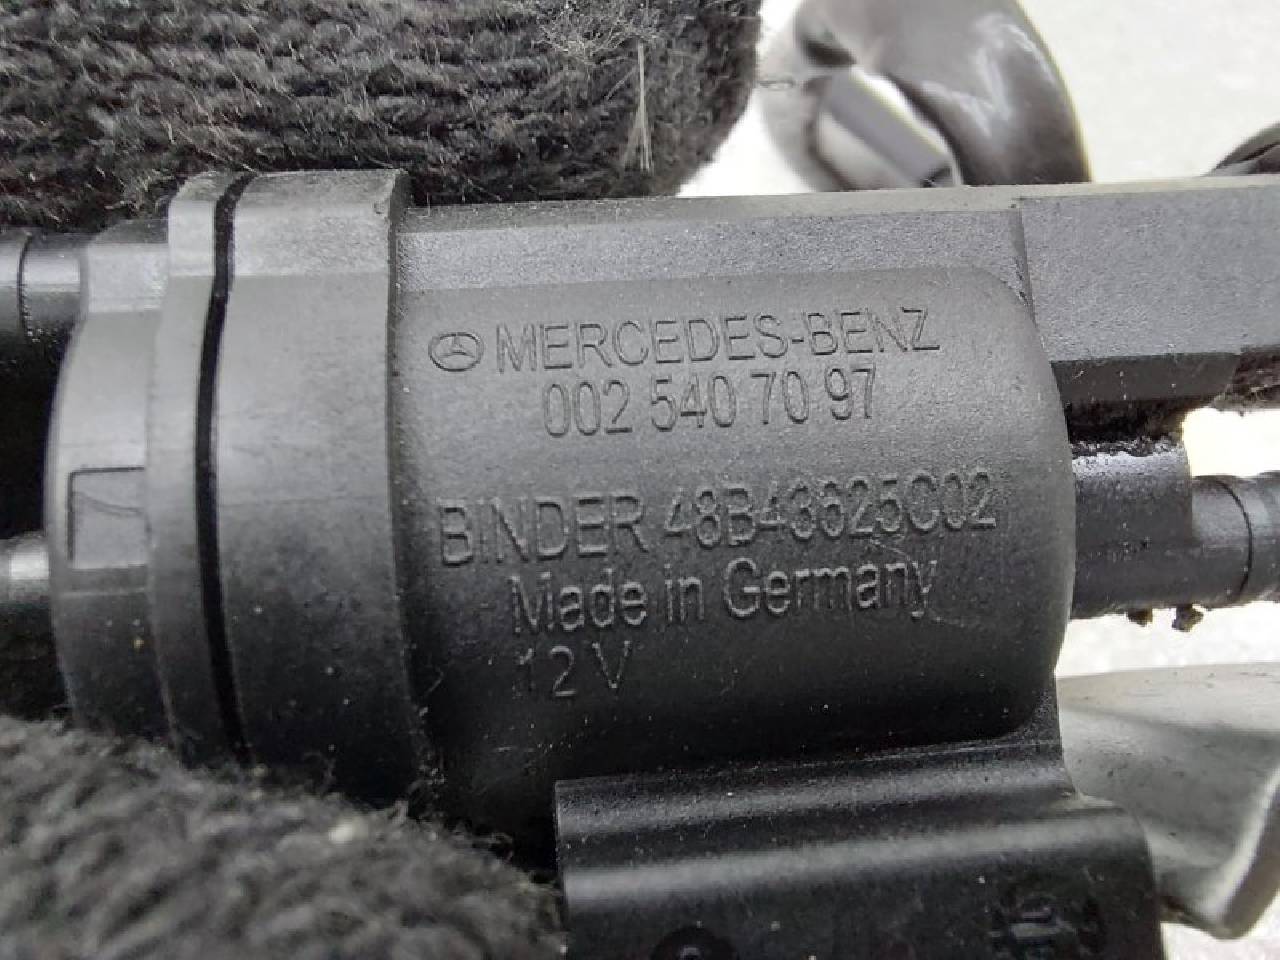 MERCEDES-BENZ
002 540 70 97
BINDER 48B43625C02
Made in Germany
12 V